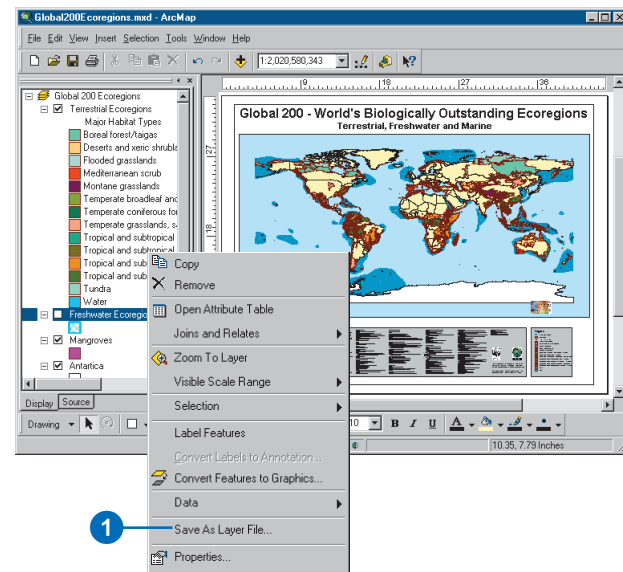 Global200Ecoregions.mxd - ArcMap
File Edit View Insert Selection Tools Window Help
1:2,020,580,343
Global 200 Ecoregions
Terrestrial Ecoregions
Major Habitat Types
Boreal forest/taigas
Deserts and xeric shrubla
Flooded grasslands
Mediterranean scrub
Montane grasslands
Temperate broadleaf and
Temperate coniferous for
Temperate grasslands, s
Tropical and subtropical
Tropical and subtropical
Tropical and sub
Tropical and sub
Tundra
Water
Freshwater Ecoregio
Mangroves
Antartica
Display Source
9 18 27 36
27
18
Global 200 - World's Biologically Outstanding Ecoregions
Terrestrial, Freshwater and Marine
Copy
Remove
Open Attribute Table
Joins and Relates
Zoom To Layer
Visible Scale Range
Selection
Label Features
Convert Labels to Annotation...
Convert Features to Graphics...
Data
Save As Layer File...
Properties...
Drawing
10 B I U A
10.35, 7.79 Inches
1